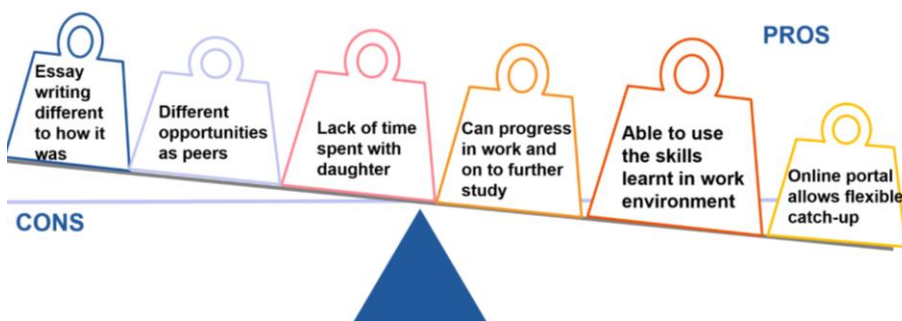 PROS
Essay
writing
different
to how it
was
Different
opportunities
as peers
Lack of time
spent with
daughter
Can progress
in work and
on to further
study
Able to use
the skills
learnt in work
environment
Online portal
allows flexible
catch-up
CONS